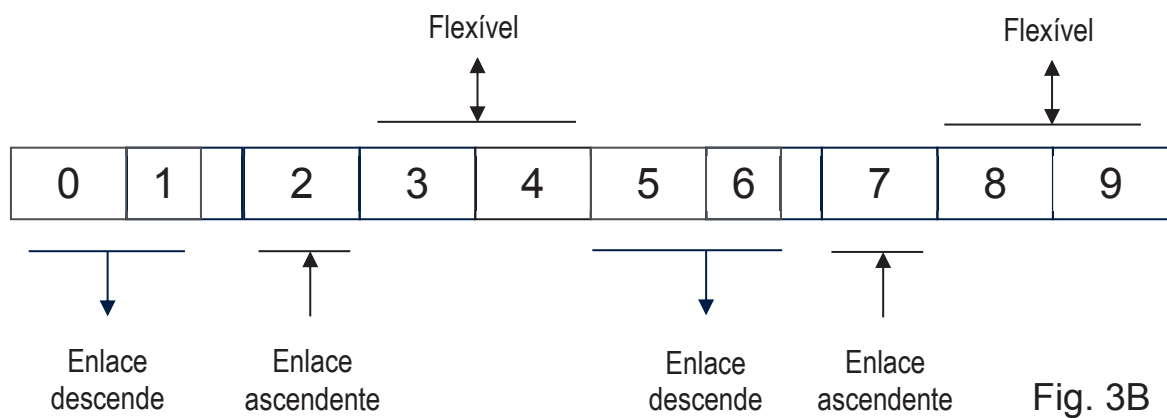 Flexível
Flexível
0 1 2 3 4 5 6 7 8 9
Enlace
descende
Enlace
ascendente
Enlace
descende
Enlace
ascendente
Fig. 3B